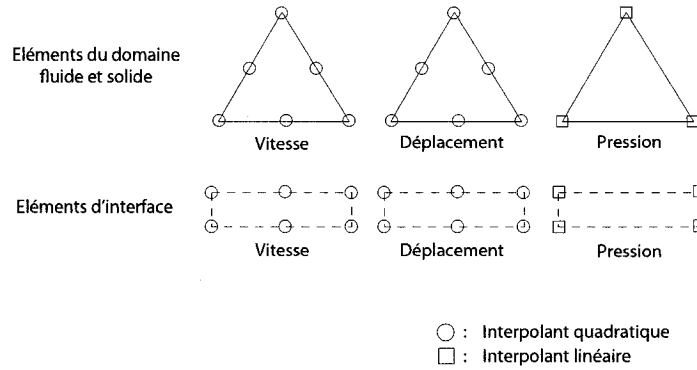 Eléments du domaine
fluide et solide
Vitesse
Déplacement
Pression
Eléments d'interface
Vitesse
Déplacement
Pression
: Interpolant quadratique
: Interpolant linéaire